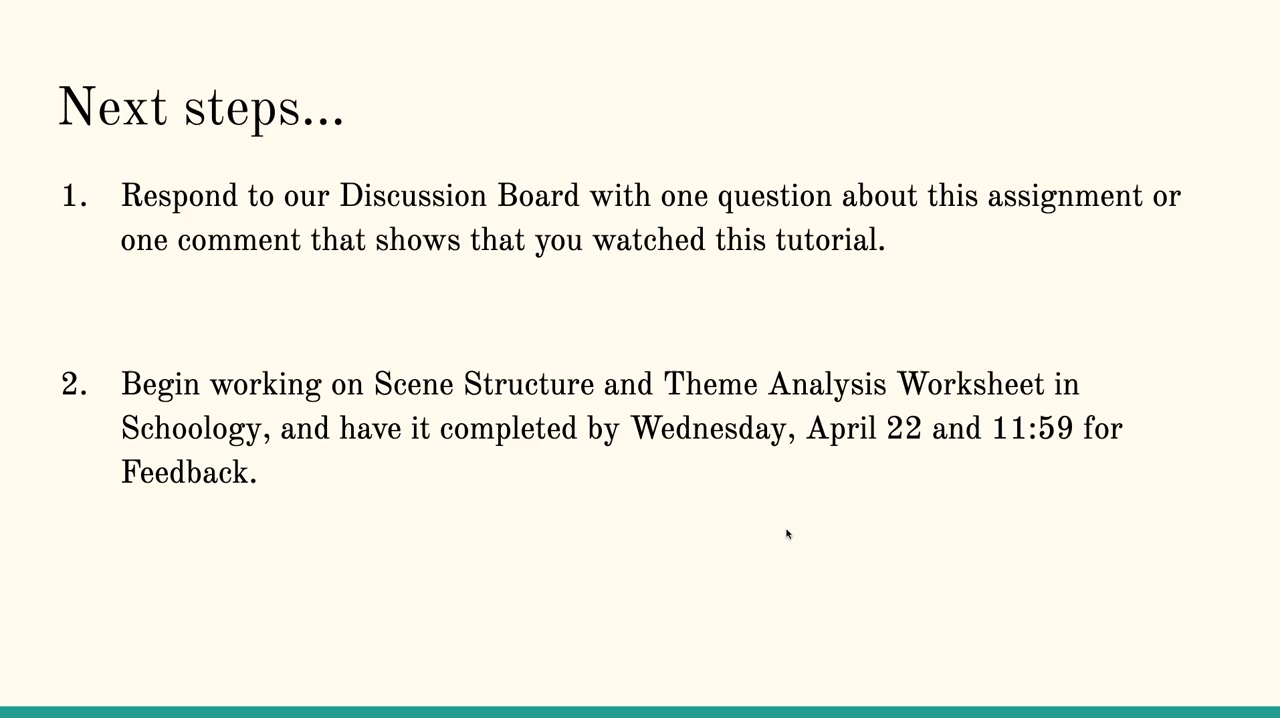 Next steps...
1. Respond to our Discussion Board with one question about this assignment or
one comment that shows that you watched this tutorial.
2. Begin working on Scene Structure and Theme Analysis Worksheet in
Schoology, and have it completed by Wednesday, April 22 and 11:59 for
Feedback.